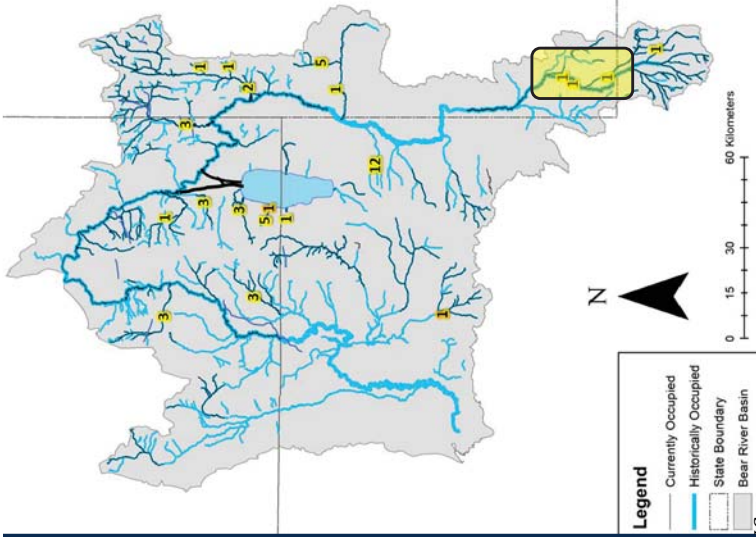 1
1
5
2
1
3
12
1
3
3
5
1
1
3
3
1
1
1
1
1
N
0 15 30 60 Kilometers
Legend
Currently Occupied
Historically Occupied
State Boundary
Bear River Basin